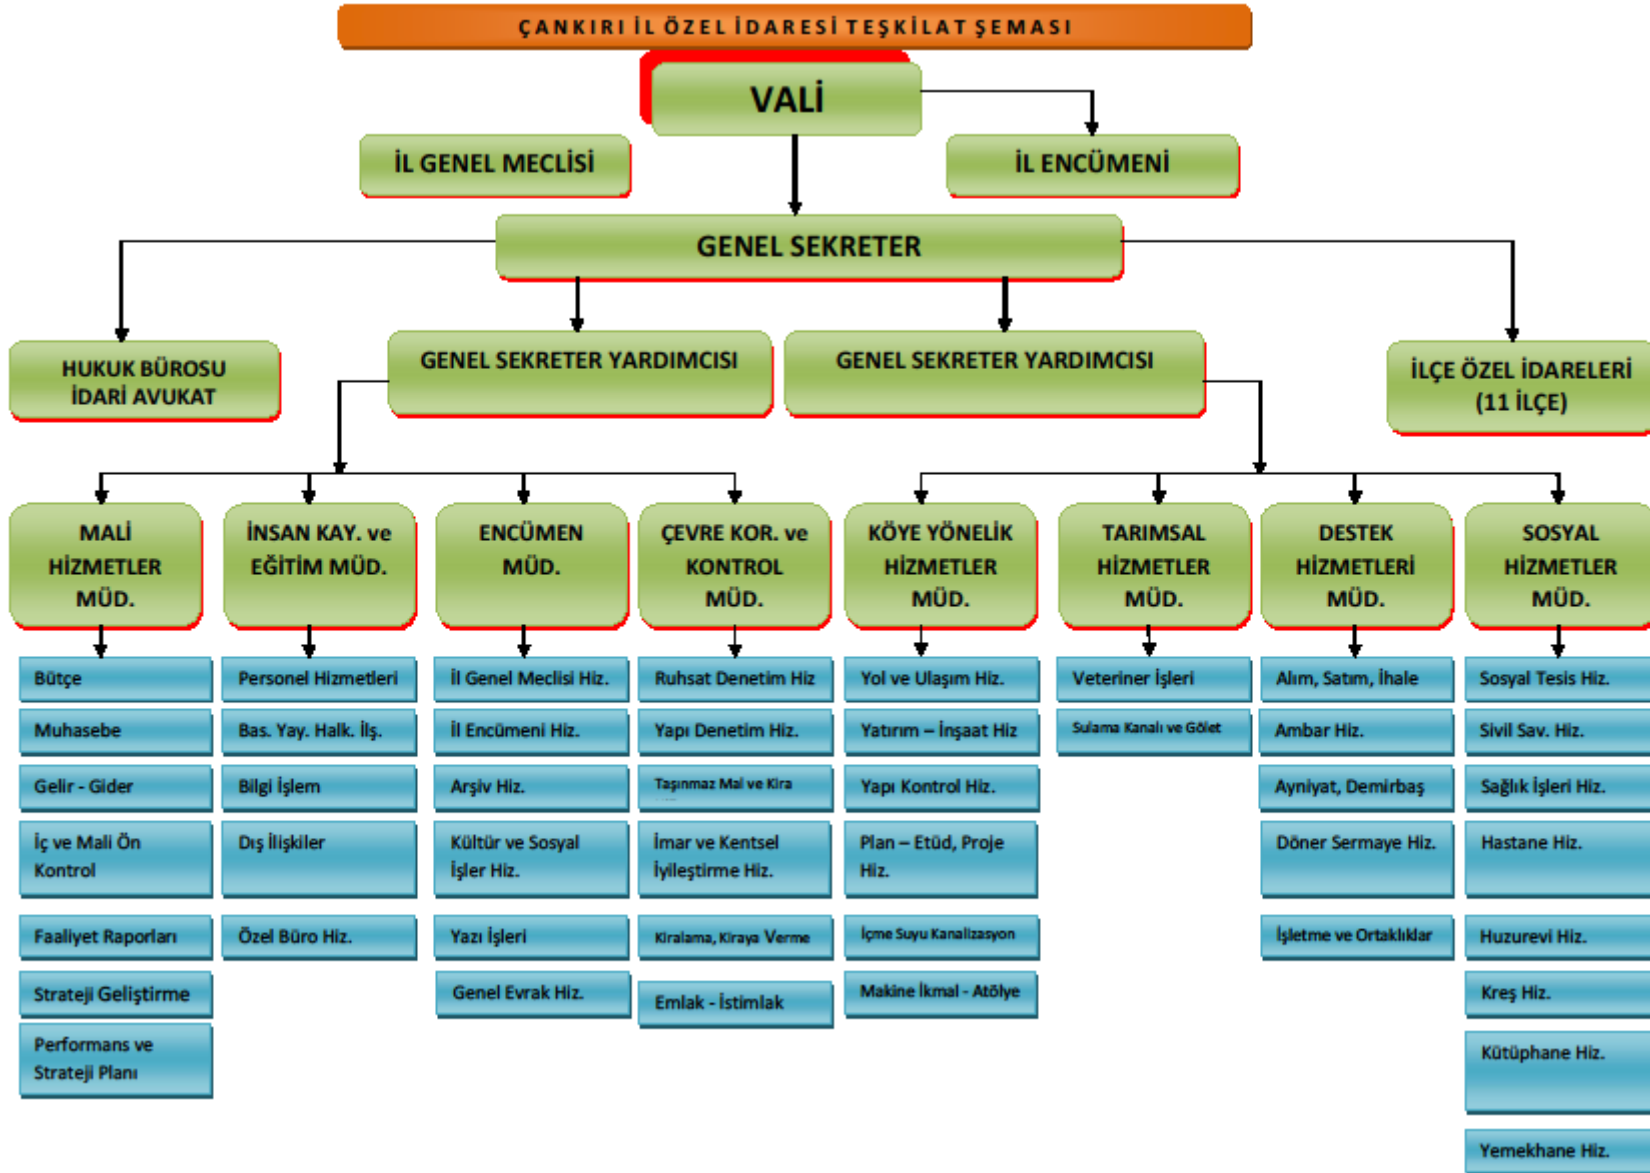 ÇANKIRI İL ÖZEL İDARESİ TEŞKİLAT ŞEMASI
VALİ
İL GENEL MECLİSİ
İL ENCÜMENİ
GENEL SEKRETER
HUKUK BÜROSU
İDARİ AVUKAT
GENEL SEKRETER YARDIMCISI
GENEL SEKRETER YARDIMCISI
İLÇE ÖZEL İDARELERİ
(11 İLÇE)
MALİ
HİZMETLER
MÜD.
İNSAN KAY. ve
EĞİTİM MÜD.
ENCÜMEN
MÜD.
ÇEVRE KOR. ve
KONTROL
MÜD.
KÖYE YÖNELİK
HİZMETLER
MÜD.
TARIMSAL
HİZMETLER
MÜD.
DESTEK
HİZMETLERİ
MÜD.
SOSYAL
HİZMETLER
MÜD.
Bütçe
Muhasebe
Gelir - Gider
İç ve Mali Ön
Kontrol
Faaliyet Raporları
Strateji Geliştirme
Performans ve
Strateji Planı
Personel Hizmetleri
Bas. Yay. Halk. İlş.
Bilgi İşlem
Dış İlişkiler
Özel Büro Hiz.
İl Genel Meclisi Hiz.
İl Encümeni Hiz.
Arşiv Hiz.
Kültür ve Sosyal
İşler Hiz.
Yazı İşleri
Genel Evrak Hiz.
Ruhsat Denetim Hiz
Yapı Denetim Hiz.
Taşınmaz Mal ve Kira
İmar ve Kentsel
İyileştirme Hiz.
Kiralama, Kiraya Verme
Emlak - İstimlak
Yol ve Ulaşım Hiz.
Yatırım – İnşaat Hiz
Yapı Kontrol Hiz.
Plan – Etüd, Proje
Hiz.
İçme Suyu Kanalizasyon
Makine İkmal - Atölye
Veteriner İşleri
Sulama Kanalı ve Gölet
Alım, Satım, İhale
Ambar Hiz.
Ayniyat, Demirbaş
Döner Sermaye Hiz.
İşletme ve Ortaklıklar
Sosyal Tesis Hiz.
Sivil Sav. Hiz.
Sağlık İşleri Hiz.
Hastane Hiz.
Huzurevi Hiz.
Kreş Hiz.
Kütüphane Hiz.
Yemekhane Hiz.